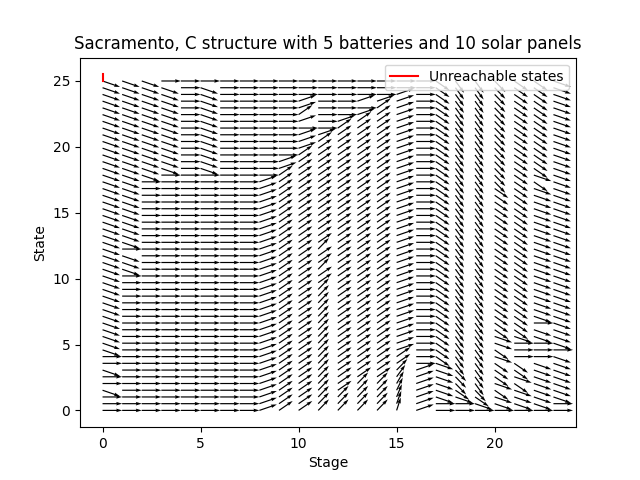 Sacramento, C structure with 5 batteries and 10 solar panels
Unreachable states
25
20
15
10
5
0
State
0 5 10 15 20
Stage